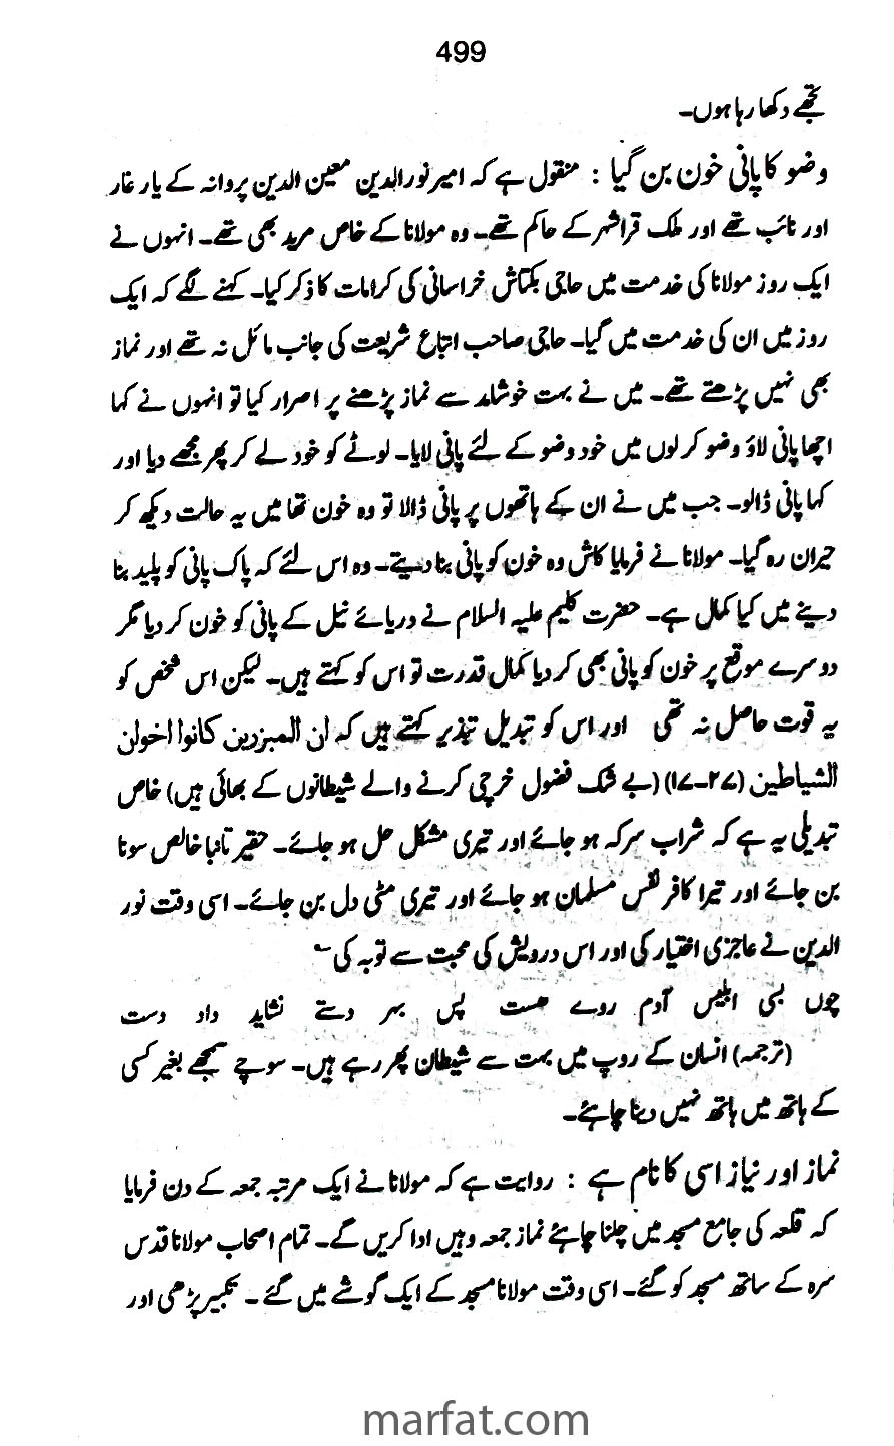 499
تجھے دکھا رہا ہوں۔
وضو کا پانی خون بن گیا : منقول ہے کہ امیر نور الدین معین الدین پروانہ کے یار غار
اور نائب تھے اور ملک قراشہر کے حاکم تھے۔ وہ مولانا کے خاص مرید بھی تھے۔ انہوں نے
ایک روز مولانا کی خدمت میں حاجی بکتاش خراسانی کی کرامات کا ذکر کیا۔ کہنے لگے کہ ایک
روز میں ان کی خدمت میں گیا۔ حاجی صاحب اتباع شریعت کی جانب مائل نہ تھے اور نماز
بھی نہیں پڑھتے تھے۔ میں نے بہت خوشامد سے نماز پڑھنے پر اصرار کیا تو انہوں نے کہا
اچھا پانی لاؤ وضو کر لوں میں خود وضو کے لئے پانی لایا۔ لوٹے کو خود لے کر پھر مجھے دیا اور
کہا پانی ڈالو۔ جب میں نے ان کے ہاتھوں پر پانی ڈالا تو وہ خون تھا میں یہ حالت دیکھ کر
حیران رہ گیا۔ مولانا نے فرمایا کاش وہ خون کو پانی بنا دیتے۔ وہ اس لئے کہ پاک پانی کو پلید بنا
دینے میں کیا کمال ہے۔ حضرت کلیم علیہ السلام نے دریائے نیل کے پانی کو خون کر دیا مگر
دوسرے موقع پر خون کو پانی بھی کر دیا کمال قدرت تو اس کو کہتے ہیں۔ لیکن اس شخص کو
یہ قوت حاصل نہ تھی اور اس کو تبدیل تبذیر کہتے ہیں کہ ان المبزرین کانوا اخوان
الشیاطین (۲۷-۱۷) (بے شک فضول خرچی کرنے والے شیطانوں کے بھائی ہیں) خاص
تبدیلی یہ ہے کہ شراب سرکہ ہو جائے اور تیری مشکل حل ہو جائے۔ حقیر تانبا خالص سونا
بن جائے اور تیرا کافر نفس مسلمان ہو جائے اور تیری مٹی دل بن جائے۔ اسی وقت نور
الدین نے عاجزی اختیار کی اور اس درویش کی محبت سے توبہ کی ؎
چوں بسی ابلیس آدم روے ہست پس بہر دستے نشاید داد دست
(ترجمہ) انسان کے روپ میں بہت سے شیطان پھر رہے ہیں۔ سوچے سمجھے بغیر کسی
کے ہاتھ میں ہاتھ نہیں دینا چاہئے۔
نماز اور نیاز اسی کا نام ہے : روایت ہے کہ مولانا نے ایک مرتبہ جمعہ کے دن فرمایا
کہ قلعہ کی جامع مسجد میں چلنا چاہئے نماز جمعہ وہیں ادا کریں گے۔ تمام اصحاب مولانا قدس
سرہ کے ساتھ مسجد کو گئے۔ اسی وقت مولانا مسجد کے ایک گوشے میں گئے ۔ تکبیر پڑھی اور
marfat.com